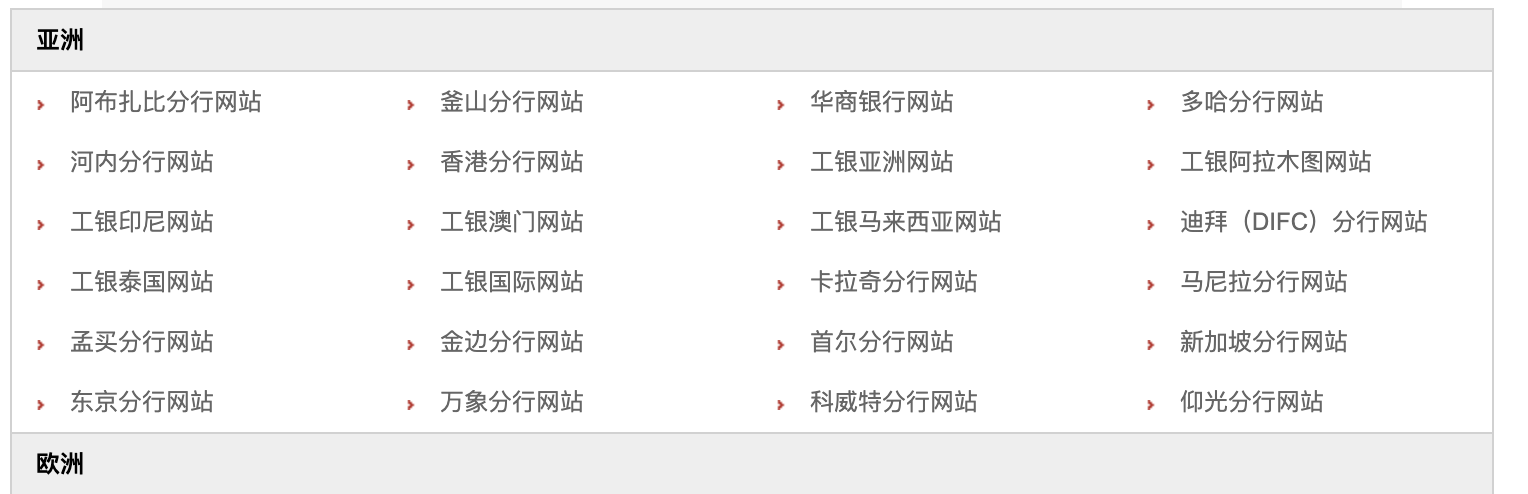 亚洲
阿布扎比分行网站 釜山分行网站 华商银行网站 多哈分行网站
河内分行网站 香港分行网站 工银亚洲网站 工银阿拉木图网站
工银印尼网站 工银澳门网站 工银马来西亚网站 迪拜（DIFC）分行网站
工银泰国网站 工银国际网站 卡拉奇分行网站 马尼拉分行网站
孟买分行网站 金边分行网站 首尔分行网站 新加坡分行网站
东京分行网站 万象分行网站 科威特分行网站 仰光分行网站
欧洲